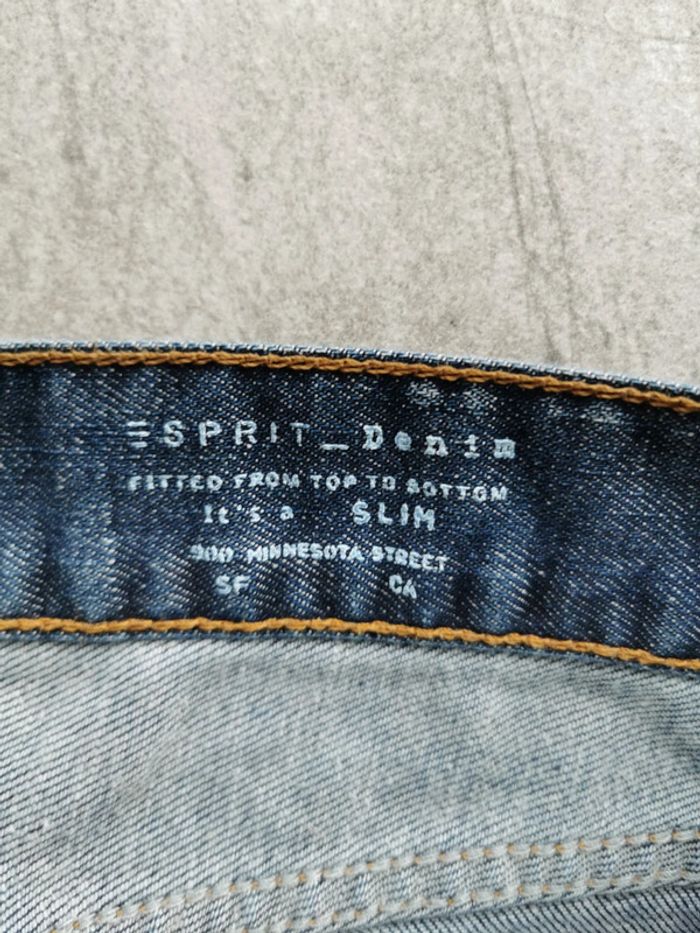 ESPRIT_Denim
FITTED FROM TOP TO BOTTOM
It's a SLIM
900 MINNESOTA STREET
SF CA